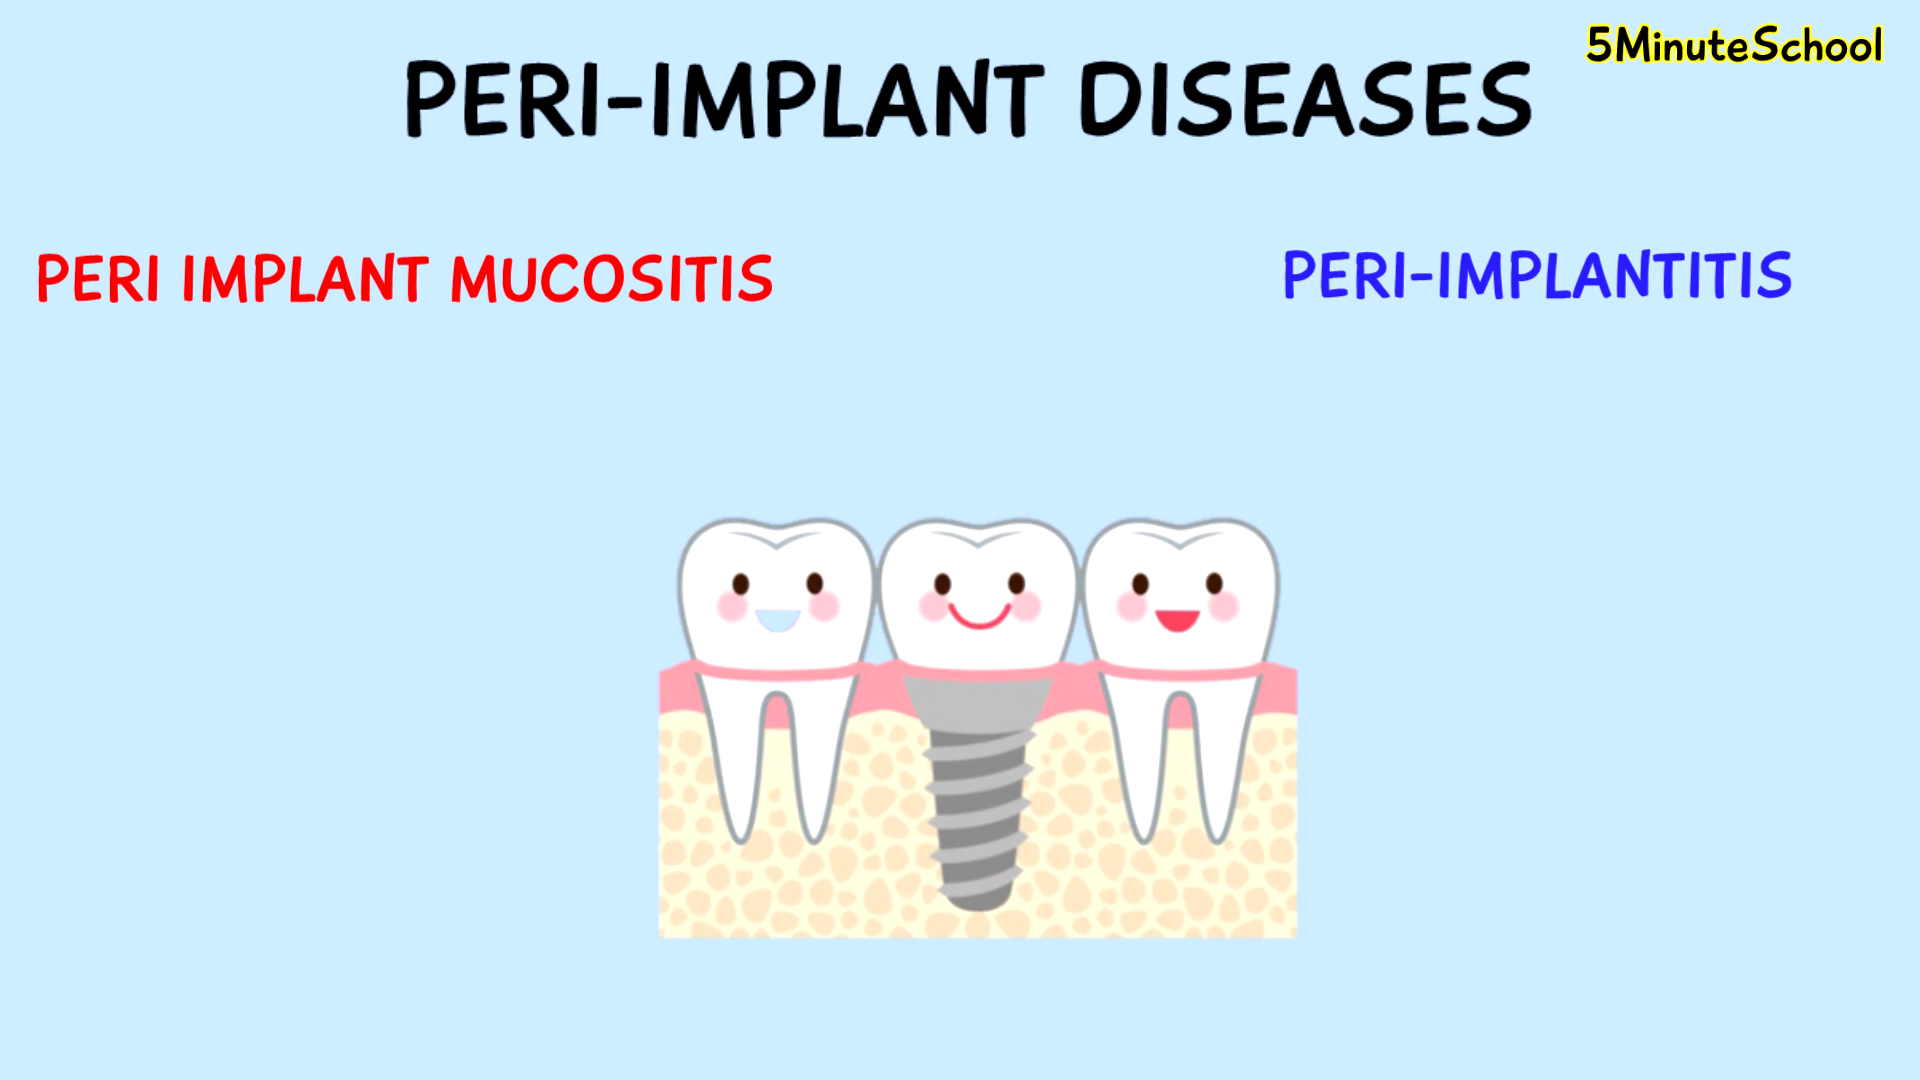 5MinuteSchool
PERI-IMPLANT DISEASES
PERI IMPLANT MUCOSITIS
PERI-IMPLANTITIS